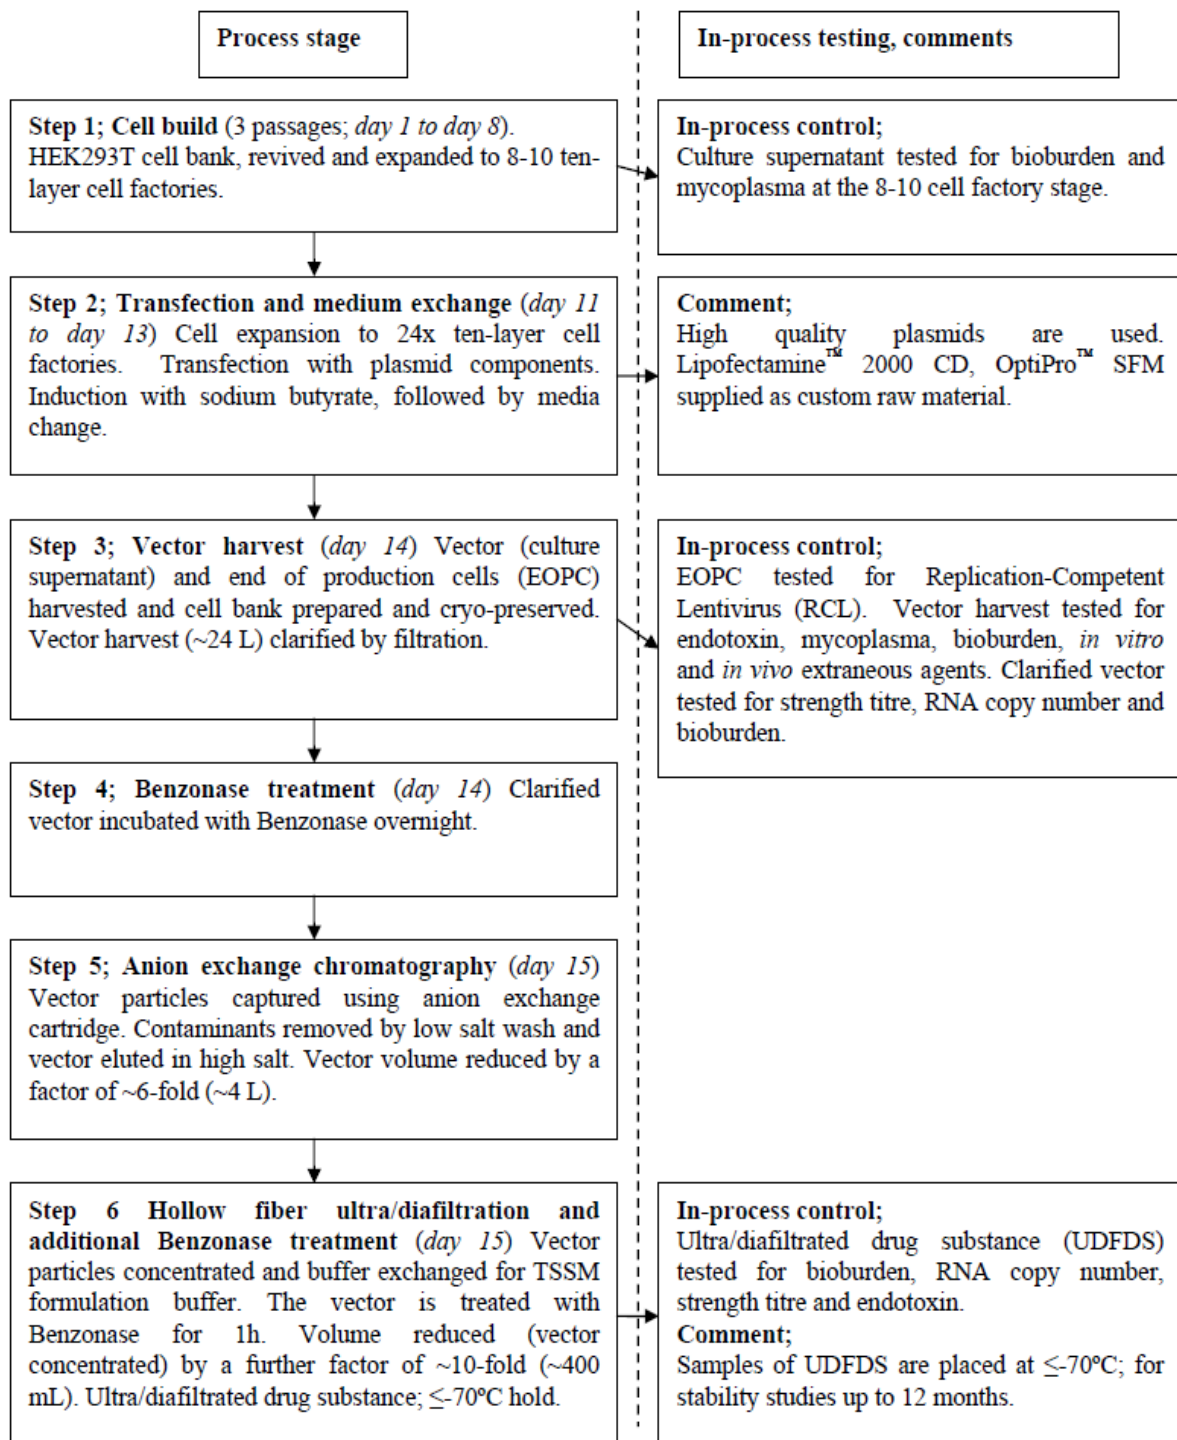 Process stage
In-process testing, comments
Step 1; Cell build (3 passages; day 1 to day 8).
HEK293T cell bank, revived and expanded to 8-10 ten-
layer cell factories.
In-process control;
Culture supernatant tested for bioburden and
mycoplasma at the 8-10 cell factory stage.
Step 2; Transfection and medium exchange (day 11
to day 13) Cell expansion to 24x ten-layer cell
factories. Transfection with plasmid components.
Induction with sodium butyrate, followed by media
change.
Comment;
High quality plasmids are used.
Lipofectamine™ 2000 CD, OptiPro™ SFM
supplied as custom raw material.
Step 3; Vector harvest (day 14) Vector (culture
supernatant) and end of production cells (EOPC)
harvested and cell bank prepared and cryo-preserved.
Vector harvest (~24 L) clarified by filtration.
In-process control;
EOPC tested for Replication-Competent
Lentivirus (RCL). Vector harvest tested for
endotoxin, mycoplasma, bioburden, in vitro
and in vivo extraneous agents. Clarified vector
tested for strength titre, RNA copy number and
bioburden.
Step 4; Benzonase treatment (day 14) Clarified
vector incubated with Benzonase overnight.
Step 5; Anion exchange chromatography (day 15)
Vector particles captured using anion exchange
cartridge. Contaminants removed by low salt wash and
vector eluted in high salt. Vector volume reduced by a
factor of ~6-fold (~4 L).
Step 6 Hollow fiber ultra/diafiltration and
additional Benzonase treatment (day 15) Vector
particles concentrated and buffer exchanged for TSSM
formulation buffer. The vector is treated with
Benzonase for 1h. Volume reduced (vector
concentrated) by a further factor of ~10-fold (~400
mL). Ultra/diafiltrated drug substance; ≤-70ºC hold.
In-process control;
Ultra/diafiltrated drug substance (UDFDS)
tested for bioburden, RNA copy number,
strength titre and endotoxin.
Comment;
Samples of UDFDS are placed at ≤-70ºC; for
stability studies up to 12 months.